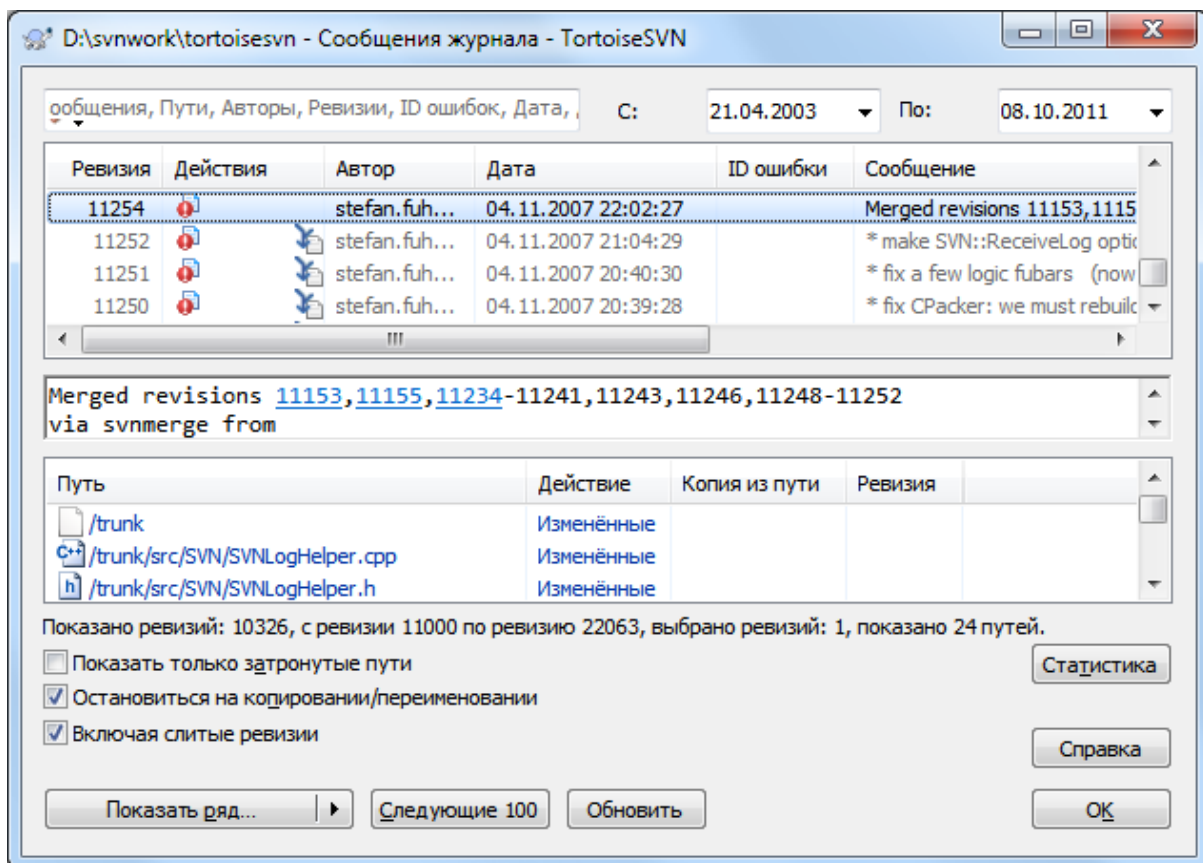 D:\svnwork\tortoisesvn - Сообщения журнала - TortoiseSVN
ообщения, Пути, Авторы, Ревизии, ID ошибок, Дата, С: 21.04.2003 По: 08.10.2011
Ревизия Действия Автор Дата ID ошибки Сообщение
11254 stefan.fuh... 04.11.2007 22:02:27 Merged revisions 11153,1115
11252 stefan.fuh... 04.11.2007 21:04:29 * make SVN::ReceiveLog optic
11251 stefan.fuh... 04.11.2007 20:40:30 * fix a few logic fubars (now
11250 stefan.fuh... 04.11.2007 20:39:28 * fix CPacker: we must rebuilc
Merged revisions 11153,11155,11234-11241,11243,11246,11248-11252
via svnmerge from
Путь Действие Копия из пути Ревизия
/trunk Изменённые
C++ /trunk/src/SVN/SVNLogHelper.cpp Изменённые
h /trunk/src/SVN/SVNLogHelper.h Изменённые
Показано ревизий: 10326, с ревизии 11000 по ревизию 22063, выбрано ревизий: 1, показано 24 путей.
Показать только затронутые пути
Статистика
Остановиться на копировании/переименовании
Включая слитые ревизии
Справка
Показать ряд... Следующие 100 Обновить OK